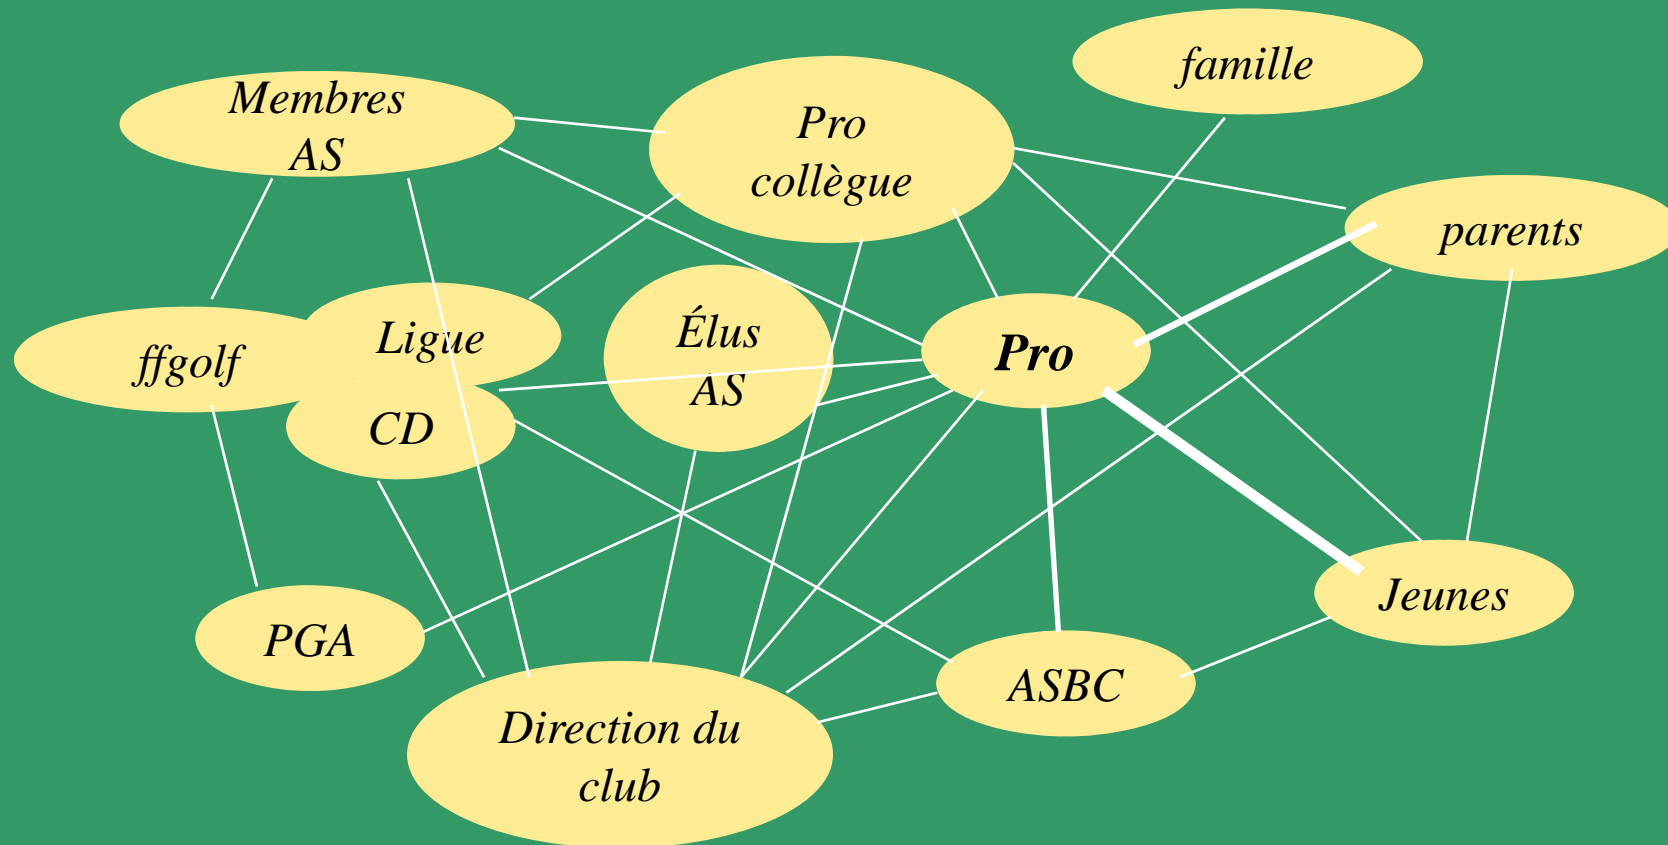 famille
Membres
AS
Pro
collègue
parents
ffgolf
Ligue
CD
Élus
AS
Pro
PGA
Jeunes
ASBC
Direction du
club